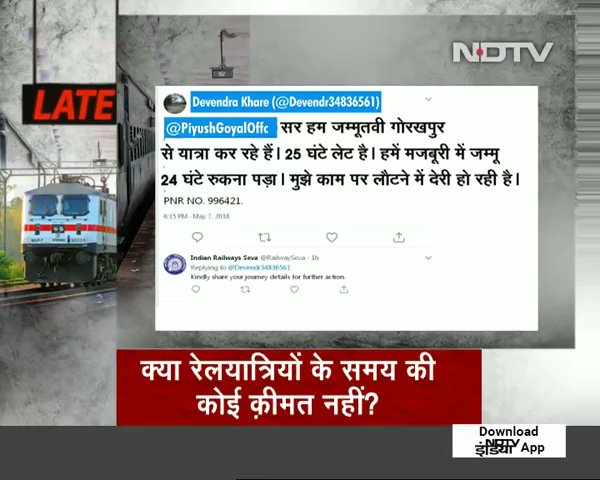 NDTV
LATE
Devendra Khare (@Devendr34836561)
@PiyushGoyalOffc सर हम जम्मूतवी गोरखपुर
से यात्रा कर रहे हैं। 25 घंटे लेट है। हमें मजबूरी में जम्मू
24 घंटे रुकना पड़ा। मुझे काम पर लौटने में देरी हो रही है।
PNR NO. 996421.
6:15 PM - May 7, 2018
Indian Railways Seva @RailwaySeva · 1h
Replying to @Devendr34836561
Kindly share your journey details for further action.
क्या रेलयात्रियों के समय की
कोई क़ीमत नहीं?
Download
NDTV
इंडिया App